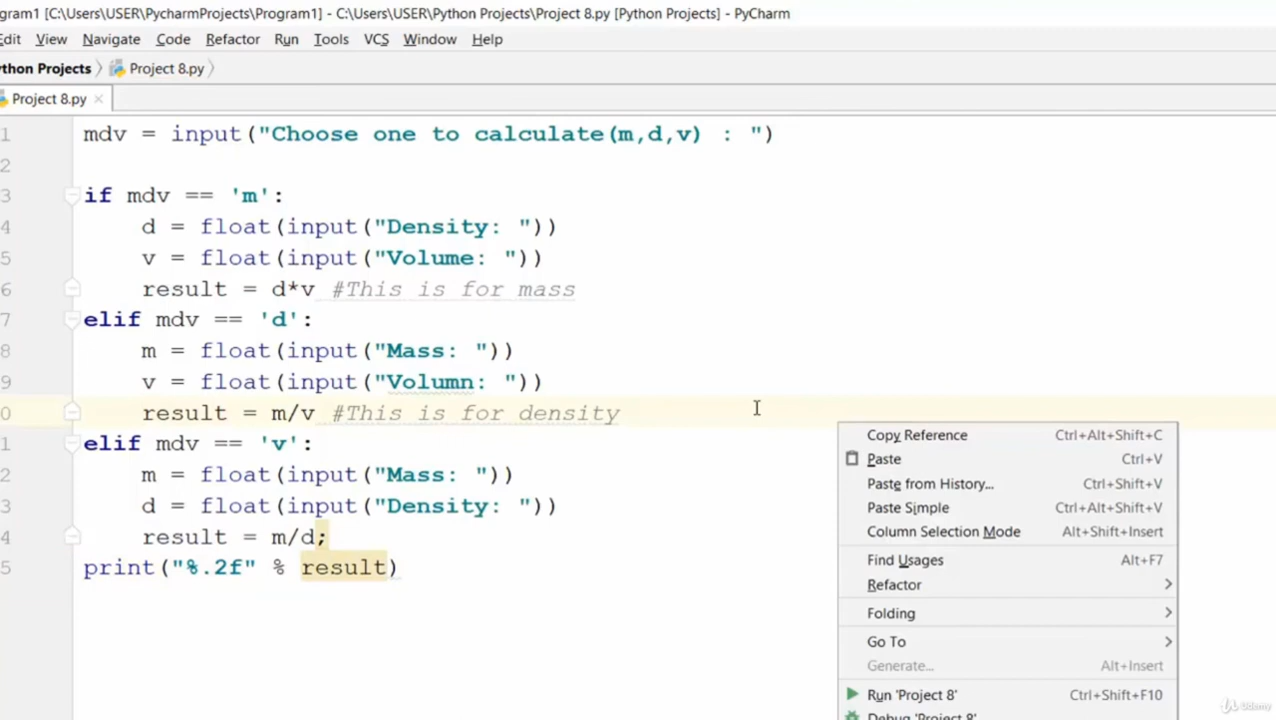 gram1 [C:\Users\USER\PycharmProjects\Program1] - C:\Users\USER\Python Projects\Project 8.py [Python Projects] - PyCharm
Edit View Navigate Code Refactor Run Tools VCS Window Help
thon Projects Project 8.py
Project 8.py
1 mdv = input("Choose one to calculate(m,d,v) : ")
2
3 if mdv == 'm':
4 d = float(input("Density: "))
5 v = float(input("Volume: "))
6 result = d*v #This is for mass
7 elif mdv == 'd':
8 m = float(input("Mass: "))
9 v = float(input("Volumn: "))
0 result = m/v #This is for density
1 elif mdv == 'v':
2 m = float(input("Mass: "))
3 d = float(input("Density: "))
4 result = m/d;
5 print("%.2f" % result)
Copy Reference Ctrl+Alt+Shift+C
Paste Ctrl+V
Paste from History... Ctrl+Shift+V
Paste Simple Ctrl+Alt+Shift+V
Column Selection Mode Alt+Shift+Insert
Find Usages Alt+F7
Refactor
Folding
Go To
Generate... Alt+Insert
Run 'Project 8' Ctrl+Shift+F10
Debug 'Project 8'
Udemy